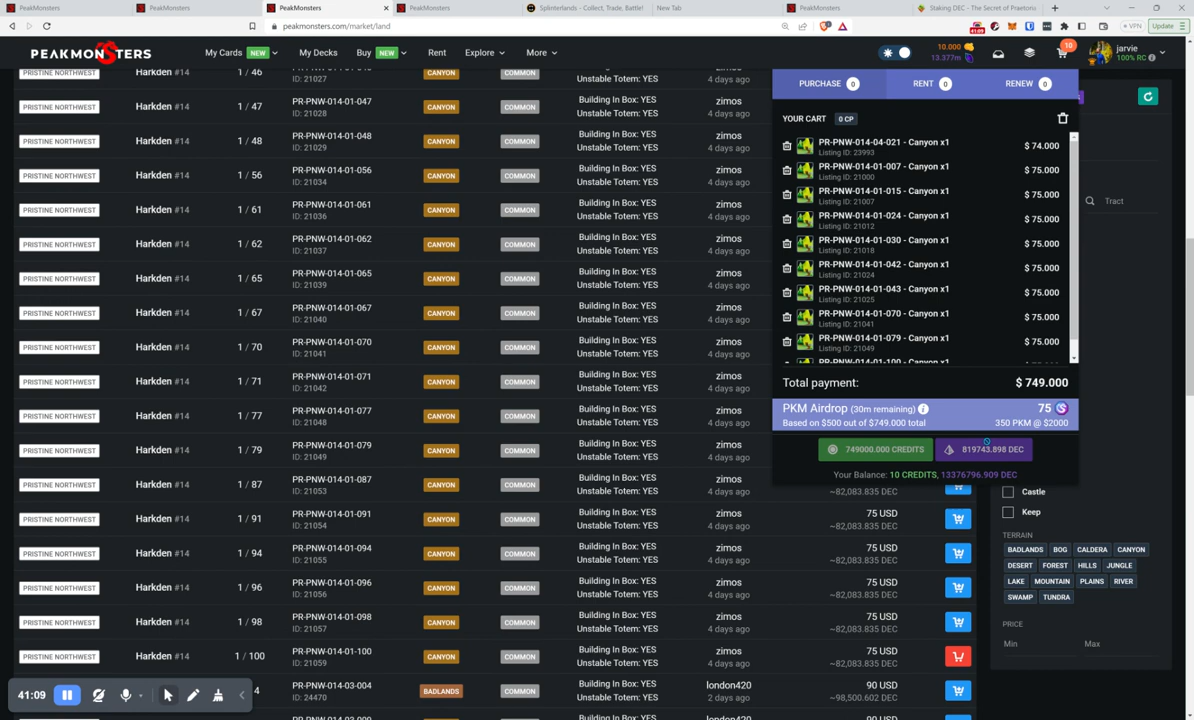 PeakMonsters
PeakMonsters
PeakMonsters
PeakMonsters
Splinterlands - Collect, Trade, Battle!
New Tab
PeakMonsters
Staking DEC - The Secret of Praetoria
peakmonsters.com/market/land
41:09
VPN
Update
PEAKMONSTERS
My Cards NEW
My Decks
Buy NEW
Rent
Explore
More
10.000
13.377m
10
jarvie
100% RC
PRISTINE NORTHWEST Harkden #14 1 / 46 ID: 21027 CANYON COMMON Unstable Totem: YES 4 days ago
PRISTINE NORTHWEST Harkden #14 1 / 47 PR-PNW-014-01-047 ID: 21028 CANYON COMMON Building In Box: YES Unstable Totem: YES zimos 4 days ago
PRISTINE NORTHWEST Harkden #14 1 / 48 PR-PNW-014-01-048 ID: 21029 CANYON COMMON Building In Box: YES Unstable Totem: YES zimos 4 days ago
PRISTINE NORTHWEST Harkden #14 1 / 56 PR-PNW-014-01-056 ID: 21034 CANYON COMMON Building In Box: YES Unstable Totem: YES zimos 4 days ago
PRISTINE NORTHWEST Harkden #14 1 / 61 PR-PNW-014-01-061 ID: 21036 CANYON COMMON Building In Box: YES Unstable Totem: YES zimos 4 days ago
PRISTINE NORTHWEST Harkden #14 1 / 62 PR-PNW-014-01-062 ID: 21037 CANYON COMMON Building In Box: YES Unstable Totem: YES zimos 4 days ago
PRISTINE NORTHWEST Harkden #14 1 / 65 PR-PNW-014-01-065 ID: 21039 CANYON COMMON Building In Box: YES Unstable Totem: YES zimos 4 days ago
PRISTINE NORTHWEST Harkden #14 1 / 67 PR-PNW-014-01-067 ID: 21040 CANYON COMMON Building In Box: YES Unstable Totem: YES zimos 4 days ago
PRISTINE NORTHWEST Harkden #14 1 / 70 PR-PNW-014-01-070 ID: 21041 CANYON COMMON Building In Box: YES Unstable Totem: YES zimos 4 days ago
PRISTINE NORTHWEST Harkden #14 1 / 71 PR-PNW-014-01-071 ID: 21042 CANYON COMMON Building In Box: YES Unstable Totem: YES zimos 4 days ago
PRISTINE NORTHWEST Harkden #14 1 / 77 PR-PNW-014-01-077 ID: 21048 CANYON COMMON Building In Box: YES Unstable Totem: YES zimos 4 days ago
PRISTINE NORTHWEST Harkden #14 1 / 79 PR-PNW-014-01-079 ID: 21049 CANYON COMMON Building In Box: YES Unstable Totem: YES zimos 4 days ago
PRISTINE NORTHWEST Harkden #14 1 / 87 PR-PNW-014-01-087 ID: 21053 CANYON COMMON Building In Box: YES Unstable Totem: YES zimos 4 days ago ~82,083.835 DEC
PRISTINE NORTHWEST Harkden #14 1 / 91 PR-PNW-014-01-091 ID: 21054 CANYON COMMON Building In Box: YES Unstable Totem: YES zimos 4 days ago 75 USD ~82,083.835 DEC
PRISTINE NORTHWEST Harkden #14 1 / 94 PR-PNW-014-01-094 ID: 21055 CANYON COMMON Building In Box: YES Unstable Totem: YES zimos 4 days ago 75 USD ~82,083.835 DEC
PRISTINE NORTHWEST Harkden #14 1 / 96 PR-PNW-014-01-096 ID: 21056 CANYON COMMON Building In Box: YES Unstable Totem: YES zimos 4 days ago 75 USD ~82,083.835 DEC
PRISTINE NORTHWEST Harkden #14 1 / 98 PR-PNW-014-01-098 ID: 21057 CANYON COMMON Building In Box: YES Unstable Totem: YES zimos 4 days ago 75 USD ~82,083.835 DEC
PRISTINE NORTHWEST Harkden #14 1 / 100 PR-PNW-014-01-100 ID: 21059 CANYON COMMON Building In Box: YES Unstable Totem: YES zimos 4 days ago 75 USD ~82,083.835 DEC
4 PR-PNW-014-03-004 ID: 24470 BADLANDS COMMON Building In Box: YES Unstable Totem: YES london420 2 days ago 90 USD ~98,500.602 DEC
41:09
PURCHASE 0 RENT 0 RENEW 0
YOUR CART 0 CP
PR-PNW-014-04-021 - Canyon x1 $ 74.000
Listing ID: 23993
PR-PNW-014-01-007 - Canyon x1 $ 75.000
Listing ID: 21000
PR-PNW-014-01-015 - Canyon x1 $ 75.000
Listing ID: 21007
PR-PNW-014-01-024 - Canyon x1 $ 75.000
Listing ID: 21012
PR-PNW-014-01-030 - Canyon x1 $ 75.000
Listing ID: 21018
PR-PNW-014-01-042 - Canyon x1 $ 75.000
Listing ID: 21024
PR-PNW-014-01-043 - Canyon x1 $ 75.000
Listing ID: 21025
PR-PNW-014-01-070 - Canyon x1 $ 75.000
Listing ID: 21041
PR-PNW-014-01-079 - Canyon x1 $ 75.000
Listing ID: 21049
PR-PNW-014-01-100 - Canyon x1
Total payment: $ 749.000
PKM Airdrop (30m remaining) 75
Based on $500 out of $749.000 total 350 PKM @ $2000
749000.000 CREDITS 819743.898 DEC
Your Balance: 10 CREDITS, 13376796.909 DEC
Tract
Castle
Keep
TERRAIN
BADLANDS BOG CALDERA CANYON
DESERT FOREST HILLS JUNGLE
LAKE MOUNTAIN PLAINS RIVER
SWAMP TUNDRA
PRICE
Min Max